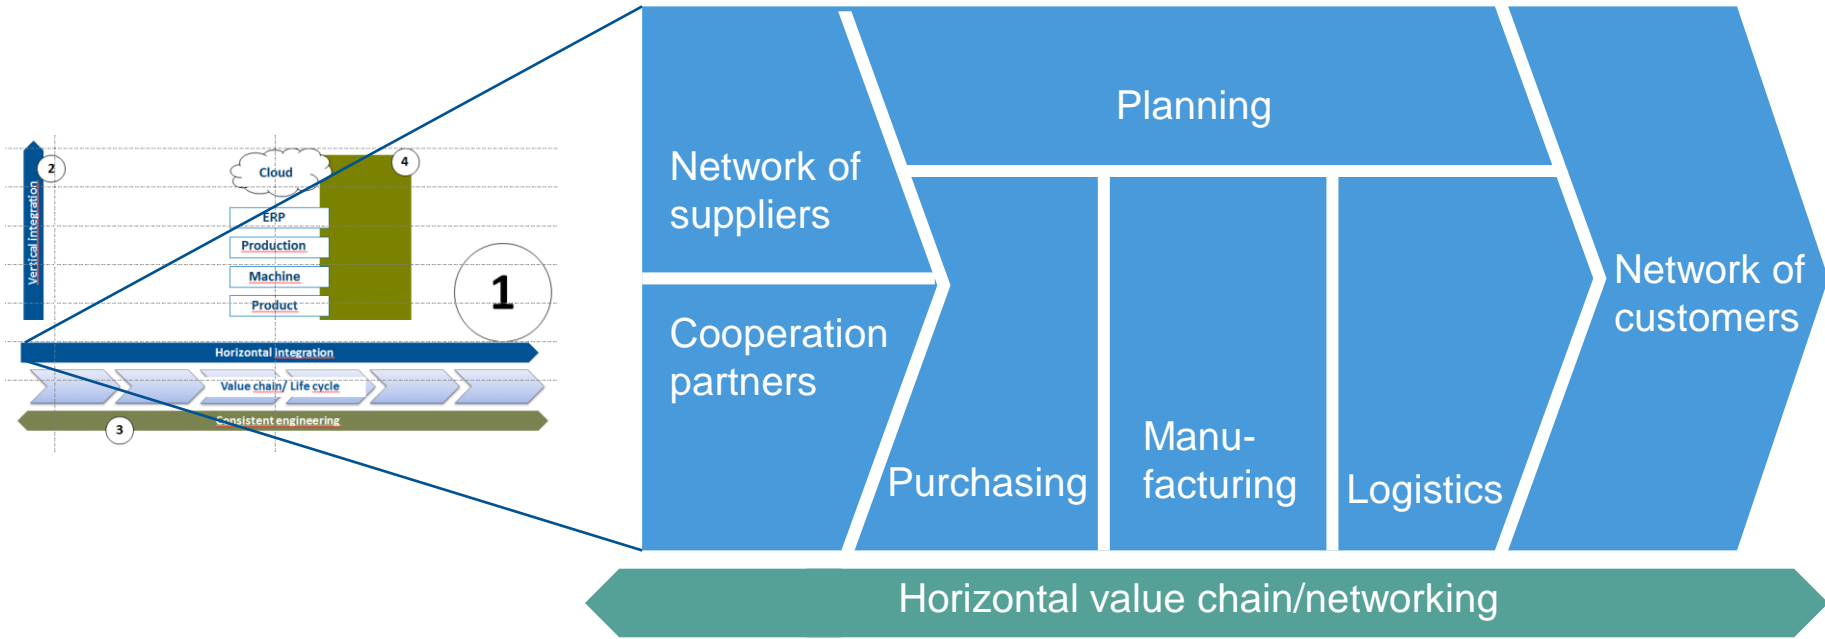 2
Vertical integration
Cloud
4
ERP
Production
Machine
Product
1
Horizontal integration
Value chain/ Life cycle
Consistent engineering
3
Network of
suppliers
Cooperation
partners
Planning
Purchasing
Manu-
facturing
Logistics
Network of
customers
Horizontal value chain/networking